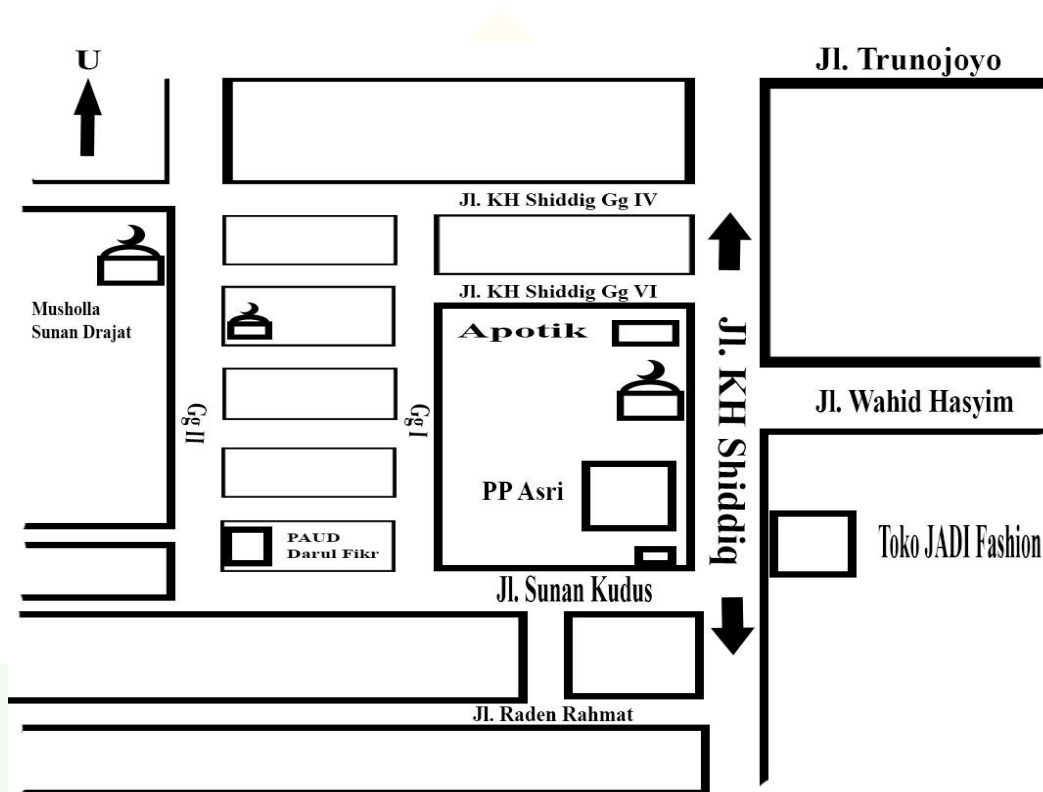 U
Jl. Trunojoyo
Jl. KH Shiddig Gg IV
Jl. KH Shiddig Gg VI
Musholla
Sunan Drajat
Apotik
Jl. KH Shiddiq
Jl. Wahid Hasyim
Gg II
Gg I
PP Asri
PAUD
Darul Fikr
Toko JADI Fashion
Jl. Sunan Kudus
Jl. Raden Rahmat